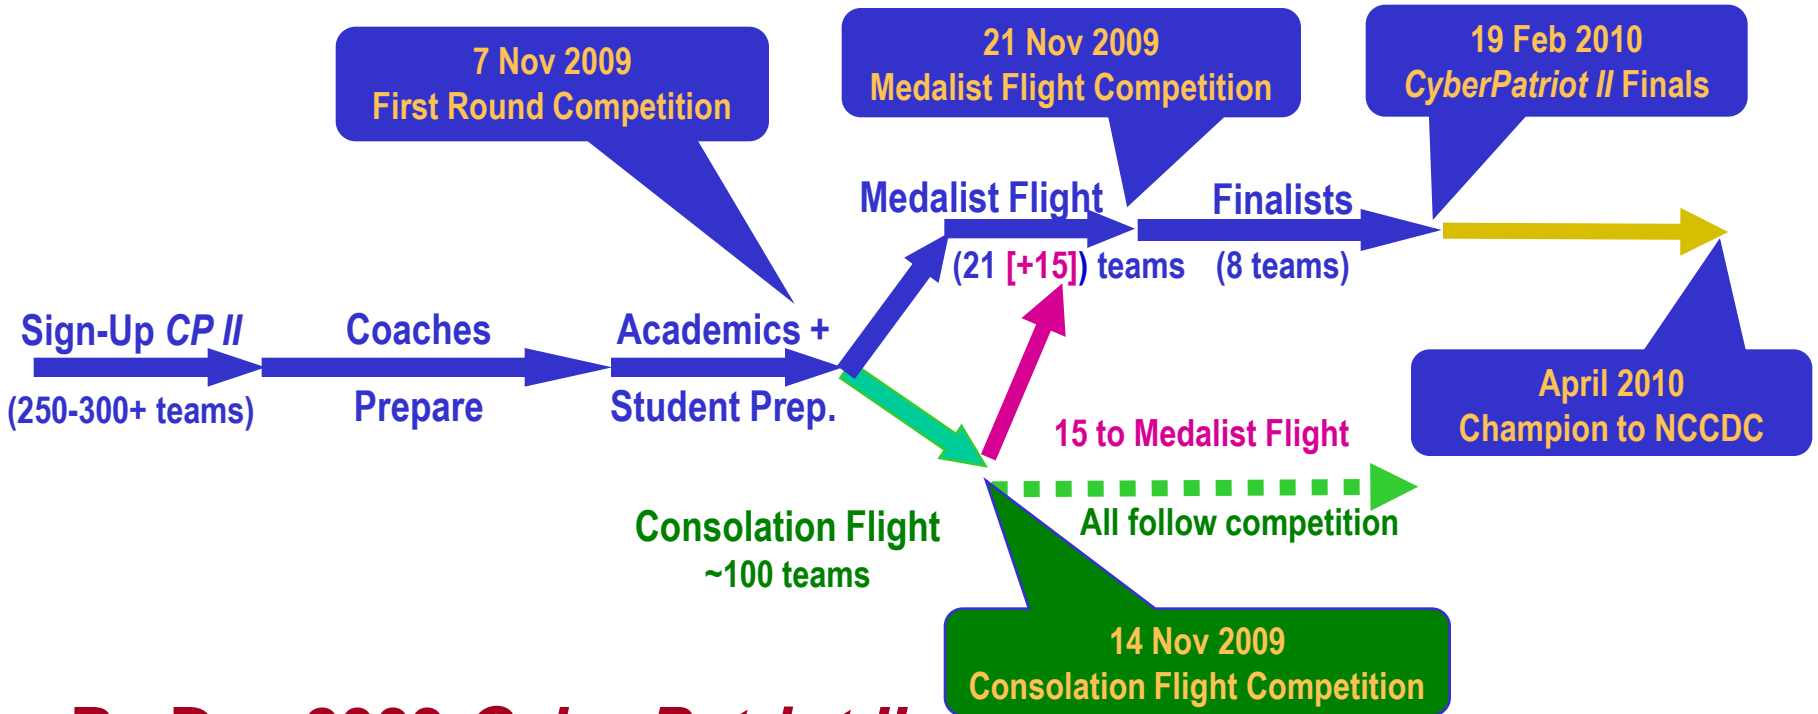 7 Nov 2009
First Round Competition
21 Nov 2009
Medalist Flight Competition
19 Feb 2010
CyberPatriot II Finals
Medalist Flight
(21 [+15]) teams
Finalists
(8 teams)
Sign-Up CP II
(250-300+ teams)
Coaches
Prepare
Academics +
Student Prep.
April 2010
Champion to NCCDC
15 to Medalist Flight
All follow competition
Consolation Flight
~100 teams
14 Nov 2009
Consolation Flight Competition